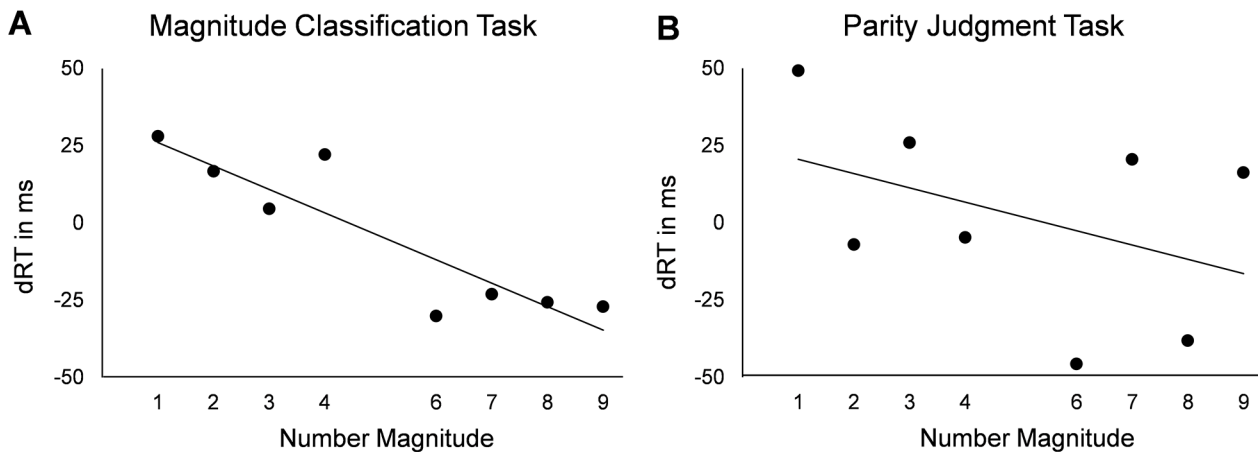 A
Magnitude Classification Task
50
25
0
-25
-50
dRT in ms
1 2 3 4 6 7 8 9
Number Magnitude
B
Parity Judgment Task
50
25
0
-25
-50
dRT in ms
1 2 3 4 6 7 8 9
Number Magnitude